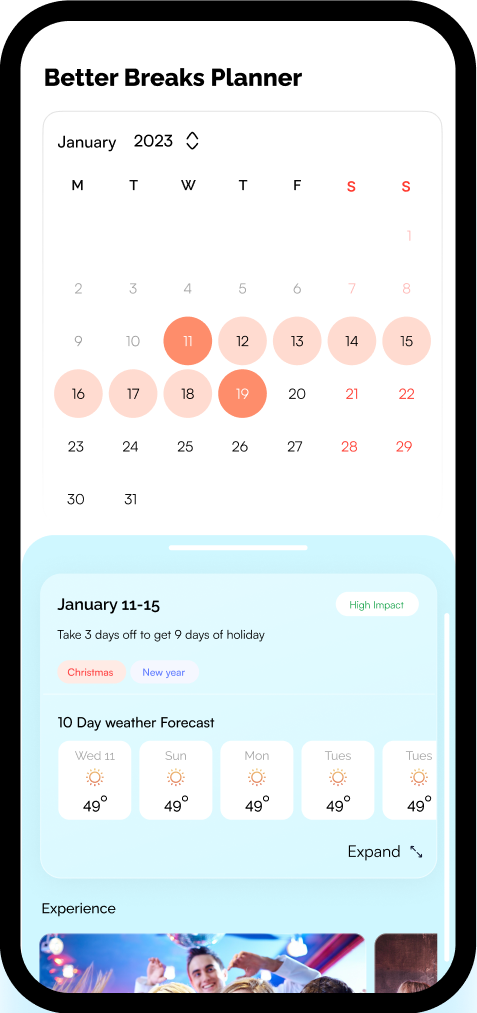 Better Breaks Planner
January 2023
M T W T F S S
1
2 3 4 5 6 7 8
9 10 11 12 13 14 15
16 17 18 19 20 21 22
23 24 25 26 27 28 29
30 31
January 11-15 High Impact
Take 3 days off to get 9 days of holiday
Christmas New year
10 Day weather Forecast
Wed 11 Sun Mon Tues Tues
49° 49° 49° 49° 49°
Expand
Experience